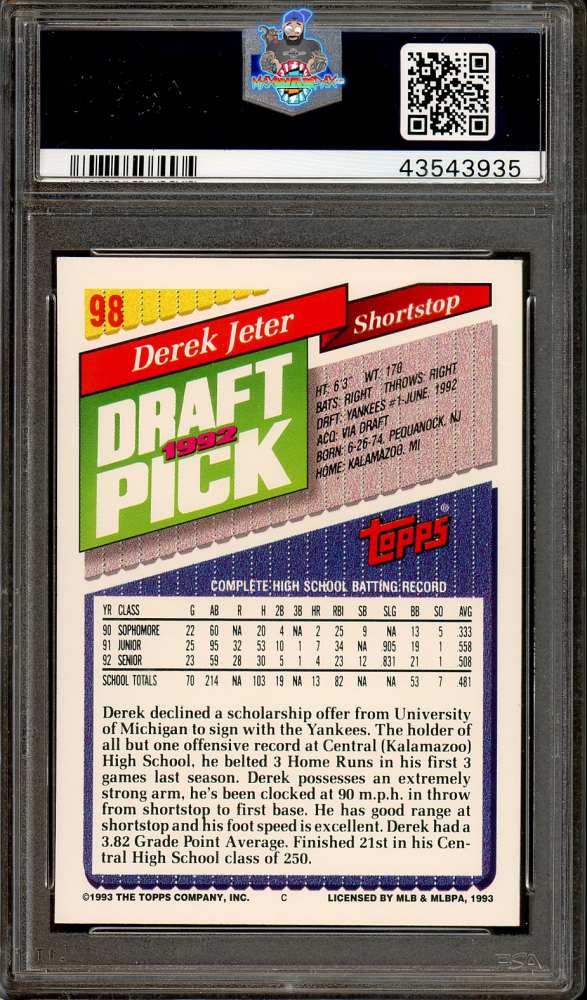 43543935
98
Derek Jeter
Shortstop
DRAFT
1992
PICK
HT: 6'3" WT: 170
BATS: RIGHT THROWS: RIGHT
DRFT: YANKEES #1-JUNE, 1992
ACQ: VIA DRAFT
BORN: 6-26-74, PEQUANOCK, NJ
HOME: KALAMAZOO, MI
TOPPS®
COMPLETE HIGH SCHOOL BATTING RECORD
YR CLASS G AB R H 2B 3B HR RBI SB SLG BB SO AVG
90 SOPHOMORE 22 60 NA 20 4 NA 2 25 9 NA 13 5 .333
91 JUNIOR 25 95 32 53 10 1 7 34 NA .905 19 1 .558
92 SENIOR 23 59 28 30 5 1 4 23 12 .831 21 1 .508
SCHOOL TOTALS 70 214 NA 103 19 NA 13 82 NA NA 53 7 .481
Derek declined a scholarship offer from University
of Michigan to sign with the Yankees. The holder of
all but one offensive record at Central (Kalamazoo)
High School, he belted 3 Home Runs in his first 3
games last season. Derek possesses an extremely
strong arm, he's been clocked at 90 m.p.h. in throw
from shortstop to first base. He has good range at
shortstop and his foot speed is excellent. Derek had a
3.82 Grade Point Average. Finished 21st in his Cen-
tral High School class of 250.
©1993 THE TOPPS COMPANY, INC. C LICENSED BY MLB & MLBPA, 1993